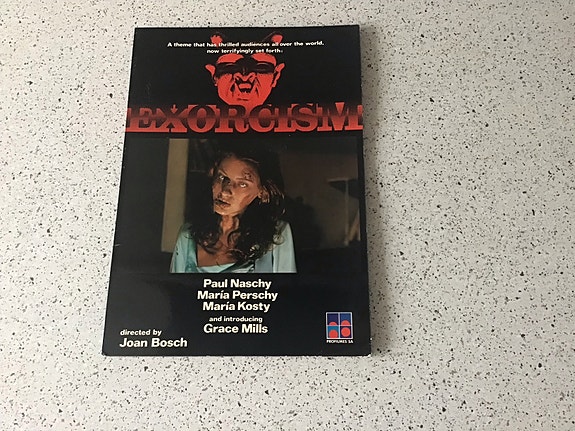 A theme that has thrilled audiences all over the world,
now terrifyingly set forth:
EXORCISM
Paul Naschy
María Perschy
María Kosty
and introducing
Grace Mills
directed by
Joan Bosch
PROFILMES SA